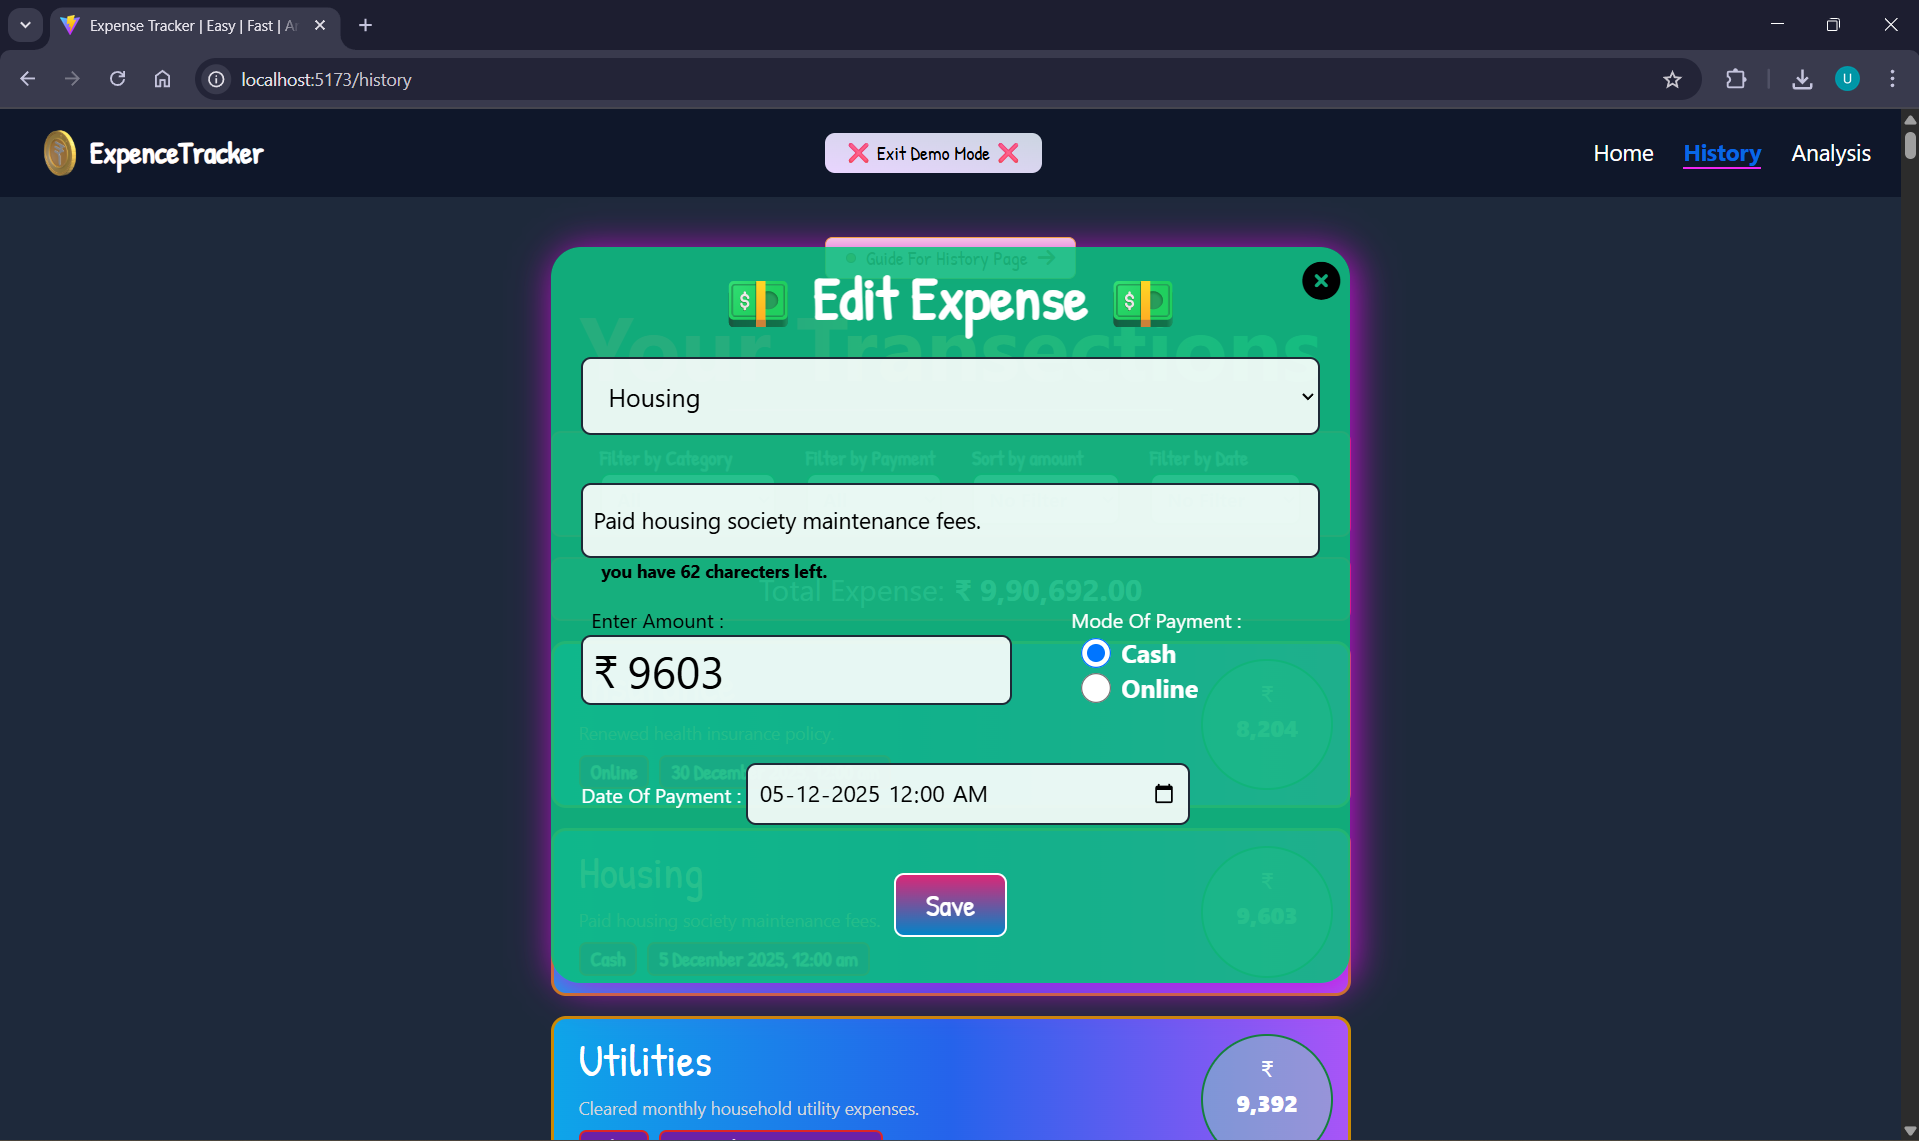 Expense Tracker | Easy | Fast | Ar
localhost:5173/history
U
ExpenceTracker
❌ Exit Demo Mode ❌
Home
History
Analysis
Guide For History Page →
💵 Edit Expense 💵
Your Transections
Housing
Filter by Category
Filter by Payment
Sort by amount
Filter by Date
Paid housing society maintenance fees.
you have 62 charecters left.
Total Expense: ₹ 9,90,692.00
Enter Amount :
₹ 9603
Mode Of Payment :
Cash
Online
₹
8,204
Renewed health insurance policy.
Online
30 Decemb
Date Of Payment :
05-12-2025 12:00 AM
Housing
₹
9,603
Save
Paid housing society maintenance fees.
Cash
5 December 2025, 12:00 am
Utilities
₹
9,392
Cleared monthly household utility expenses.